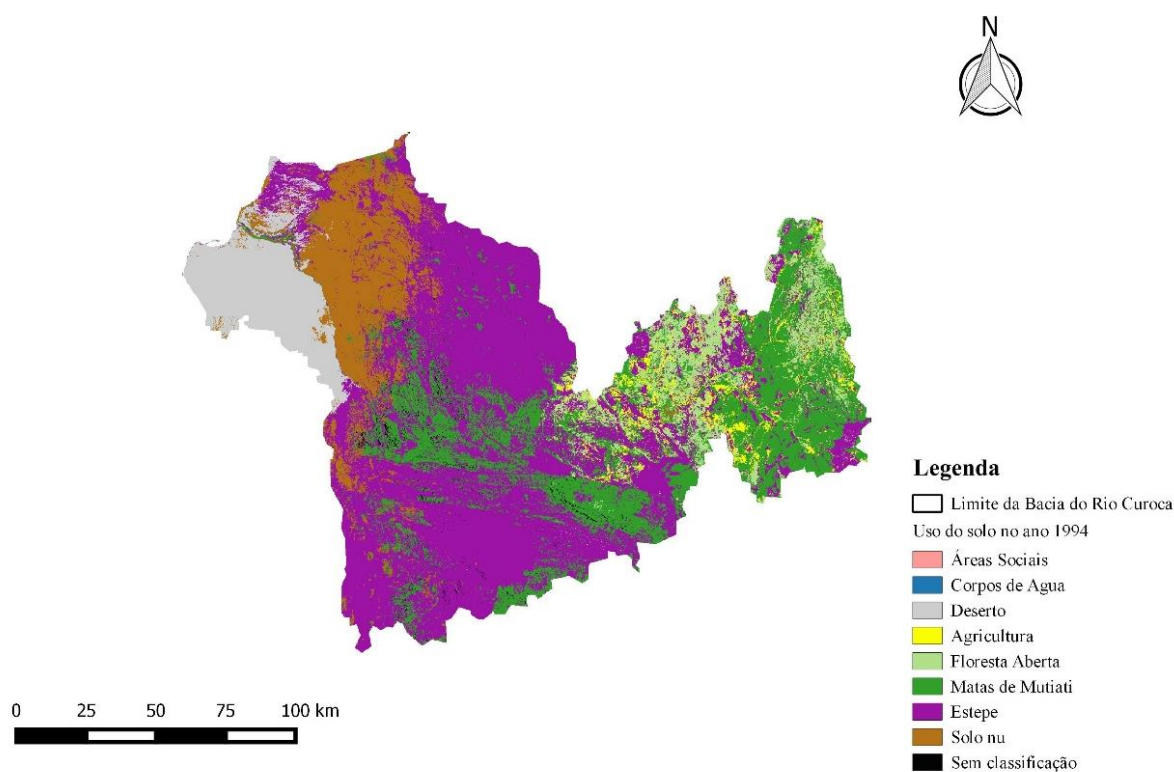 N
Legenda
Limite da Bacia do Rio Curoca
Uso do solo no ano 1994
Áreas Sociais
Corpos de Agua
Deserto
Agricultura
Floresta Aberta
Matas de Mutiati
Estepe
Solo nu
Sem classificação
0 25 50 75 100 km